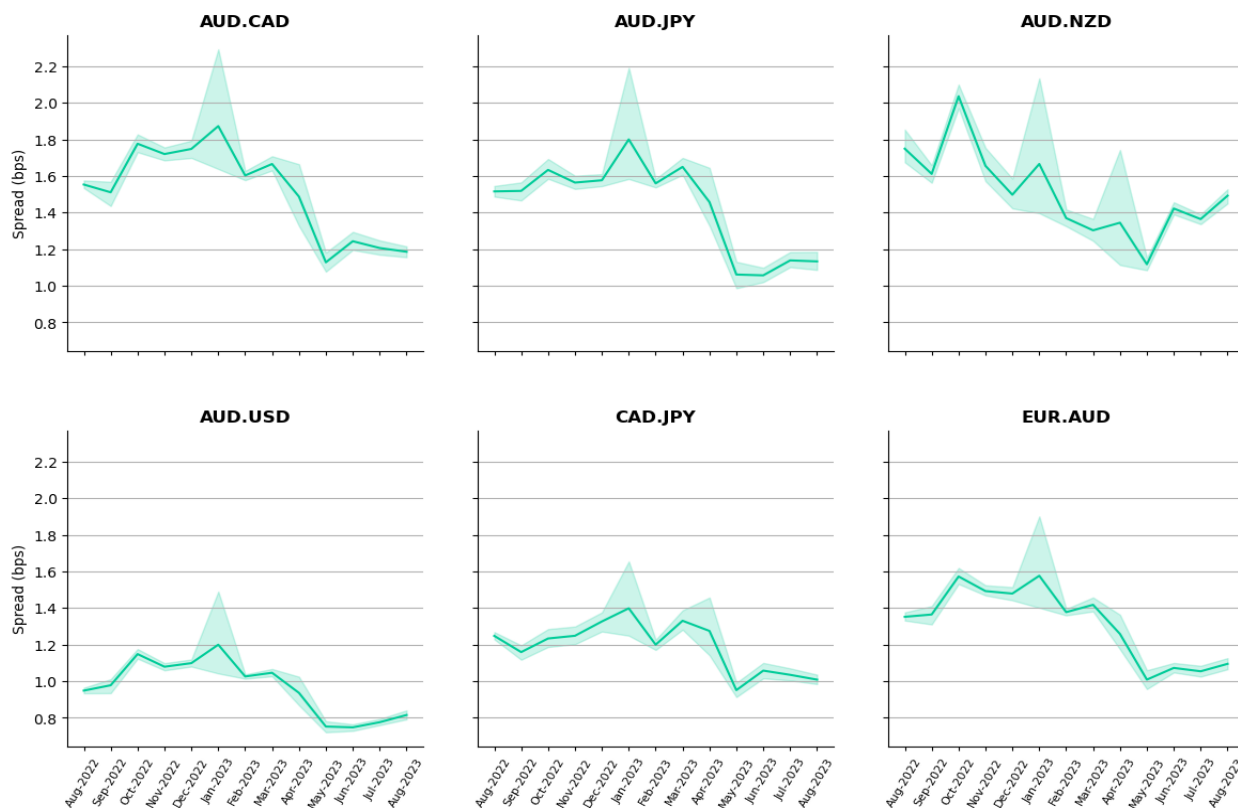 AUD.CAD
AUD.JPY
AUD.NZD
Spread (bps)
2.2
2.0
1.8
1.6
1.4
1.2
1.0
0.8
AUD.USD
CAD.JPY
EUR.AUD
Spread (bps)
2.2
2.0
1.8
1.6
1.4
1.2
1.0
0.8
Aug-2022
Sep-2022
Oct-2022
Nov-2022
Dec-2022
Jan-2023
Feb-2023
Mar-2023
Apr-2023
May-2023
Jun-2023
Jul-2023
Aug-2023
Aug-2022
Sep-2022
Oct-2022
Nov-2022
Dec-2022
Jan-2023
Feb-2023
Mar-2023
Apr-2023
May-2023
Jun-2023
Jul-2023
Aug-2023
Aug-2022
Sep-2022
Oct-2022
Nov-2022
Dec-2022
Jan-2023
Feb-2023
Mar-2023
Apr-2023
May-2023
Jun-2023
Jul-2023
Aug-2023